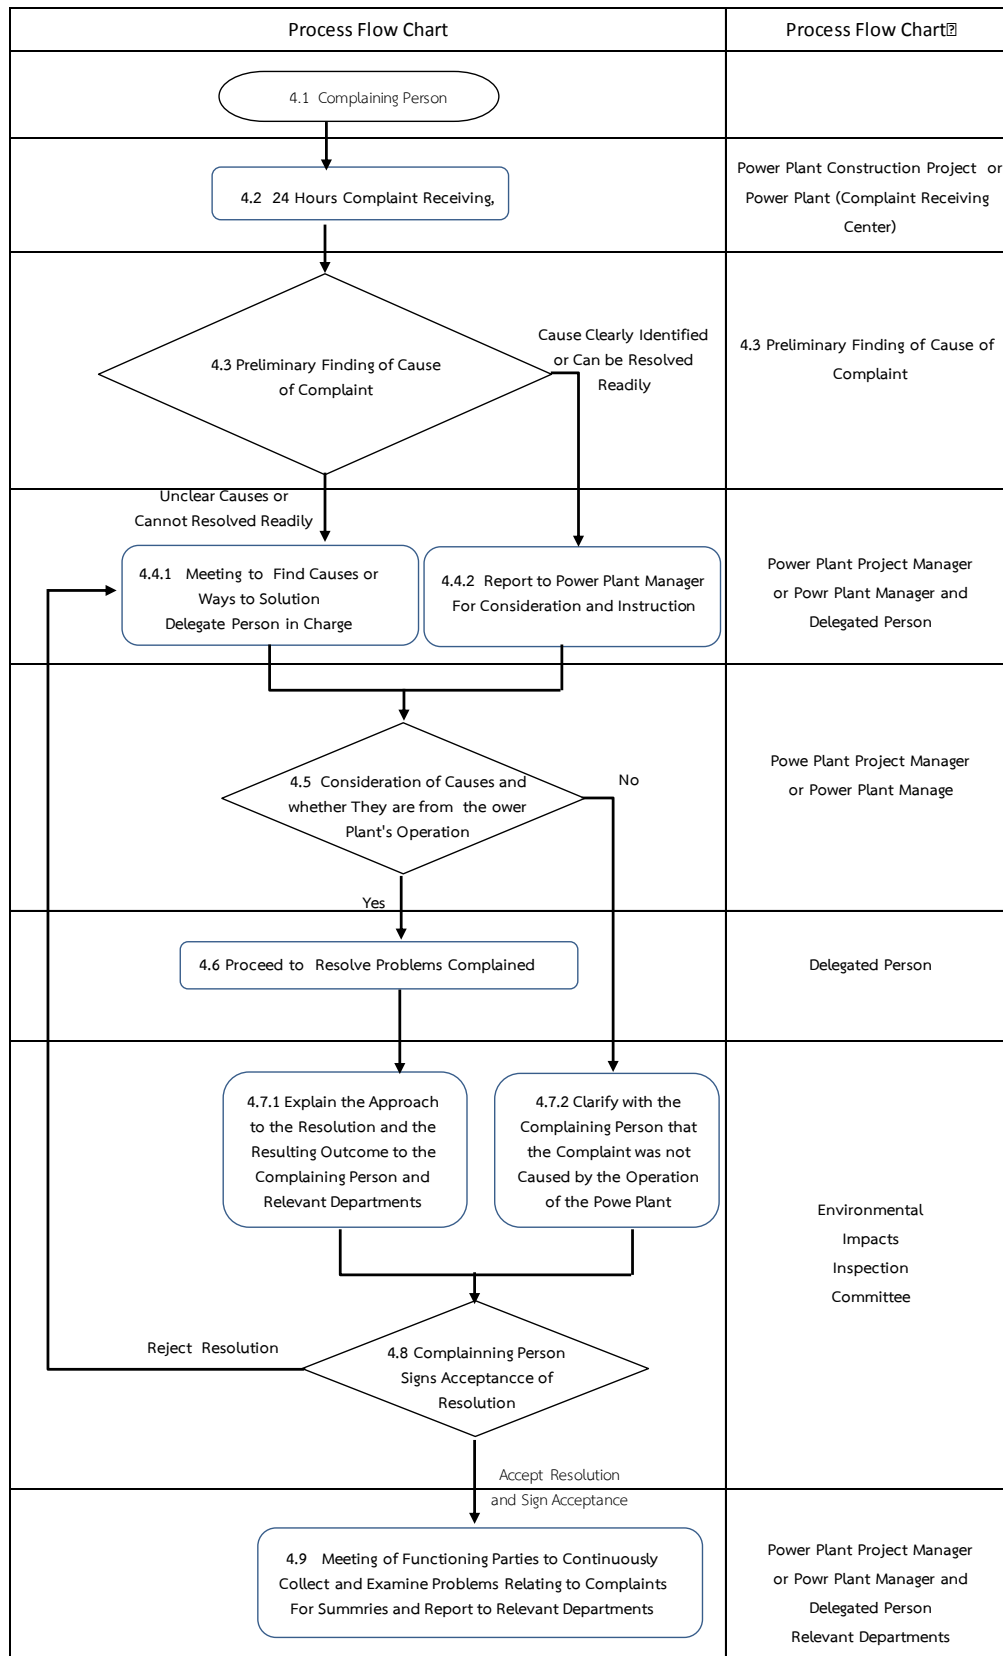 Process Flow Chart
Process Flow Chart⍰
4.1 Complaining Person
4.2 24 Hours Complaint Receiving,
Power Plant Construction Project or
Power Plant (Complaint Receiving
Center)
4.3 Preliminary Finding of Cause
of Complaint
Cause Clearly Identified
or Can be Resolved
Readily
4.3 Preliminary Finding of Cause of
Complaint
Unclear Causes or
Cannot Resolved Readily
4.4.1 Meeting to Find Causes or
Ways to Solution
Delegate Person in Charge
4.4.2 Report to Power Plant Manager
For Consideration and Instruction
Power Plant Project Manager
or Powr Plant Manager and
Delegated Person
4.5 Consideration of Causes and
whether They are from the ower
Plant's Operation
No
Yes
Powe Plant Project Manager
or Power Plant Manage
4.6 Proceed to Resolve Problems Complained
Delegated Person
4.7.1 Explain the Approach
to the Resolution and the
Resulting Outcome to the
Complaining Person and
Relevant Departments
4.7.2 Clarify with the
Complaining Person that
the Complaint was not
Caused by the Operation
of the Powe Plant
Environmental
Impacts
Inspection
Committee
Reject Resolution
4.8 Complainning Person
Signs Acceptancce of
Resolution
Accept Resolution
and Sign Acceptance
4.9 Meeting of Functioning Parties to Continuously
Collect and Examine Problems Relating to Complaints
For Summries and Report to Relevant Departments
Power Plant Project Manager
or Powr Plant Manager and
Delegated Person
Relevant Departments